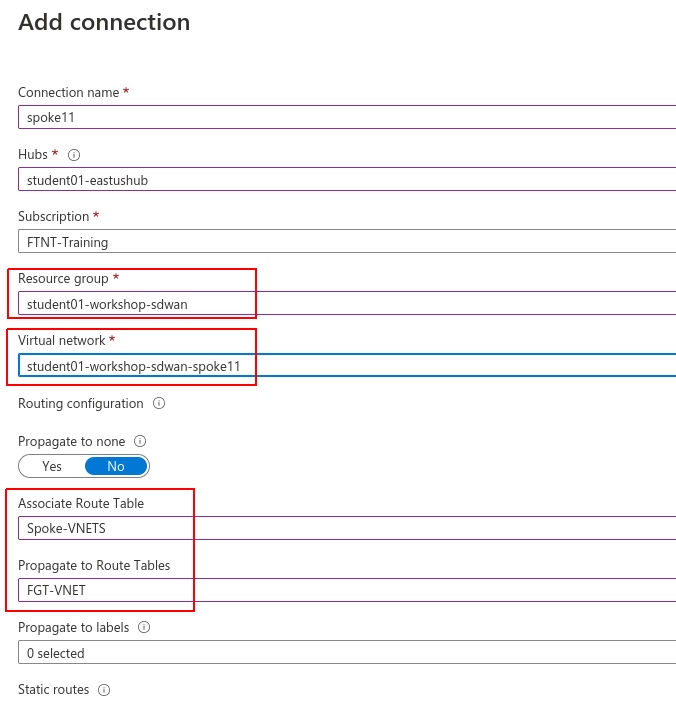 Add connection
Connection name *
spoke11
Hubs *
student01-eastushub
Subscription *
FTNT-Training
Resource group *
student01-workshop-sdwan
Virtual network *
student01-workshop-sdwan-spoke11
Routing configuration
Propagate to none
Yes No
Associate Route Table
Spoke-VNETS
Propagate to Route Tables
FGT-VNET
Propagate to labels
0 selected
Static routes